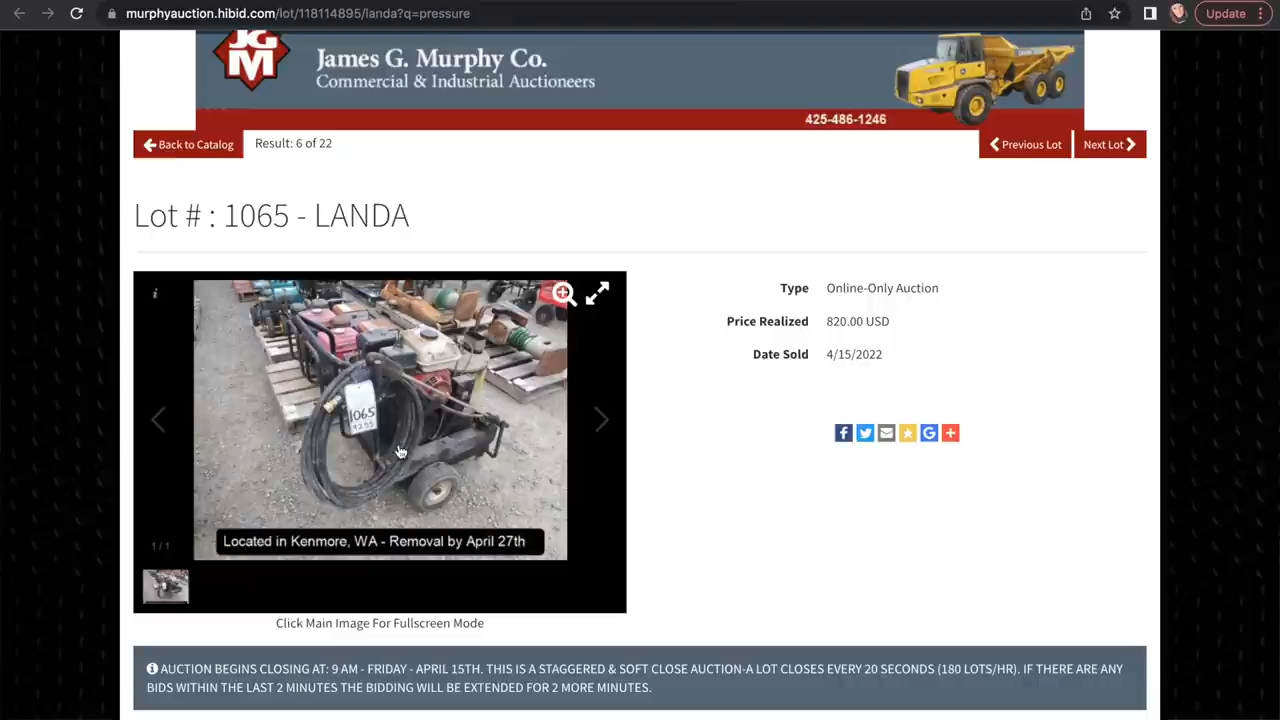 murphyauction.hibid.com/lot/118114895/landa?q=pressure
Update
JGM
James G. Murphy Co.
Commercial & Industrial Auctioneers
425-486-1246
Back to Catalog
Result: 6 of 22
Previous Lot
Next Lot
Lot # : 1065 - LANDA
Type Online-Only Auction
Price Realized 820.00 USD
Date Sold 4/15/2022
1065
Located in Kenmore, WA - Removal by April 27th
1 / 1
Click Main Image For Fullscreen Mode
AUCTION BEGINS CLOSING AT: 9 AM - FRIDAY - APRIL 15TH. THIS IS A STAGGERED & SOFT CLOSE AUCTION-A LOT CLOSES EVERY 20 SECONDS (180 LOTS/HR). IF THERE ARE ANY
BIDS WITHIN THE LAST 2 MINUTES THE BIDDING WILL BE EXTENDED FOR 2 MORE MINUTES.